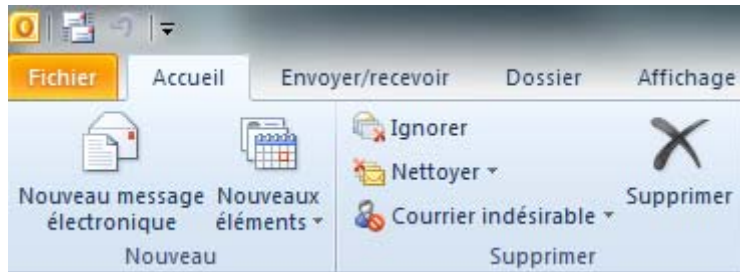 Fichier Accueil Envoyer/recevoir Dossier Affichage
Nouveau message
électronique
Nouveaux
éléments
Ignorer
Nettoyer
Courrier indésirable
Supprimer
Nouveau
Supprimer